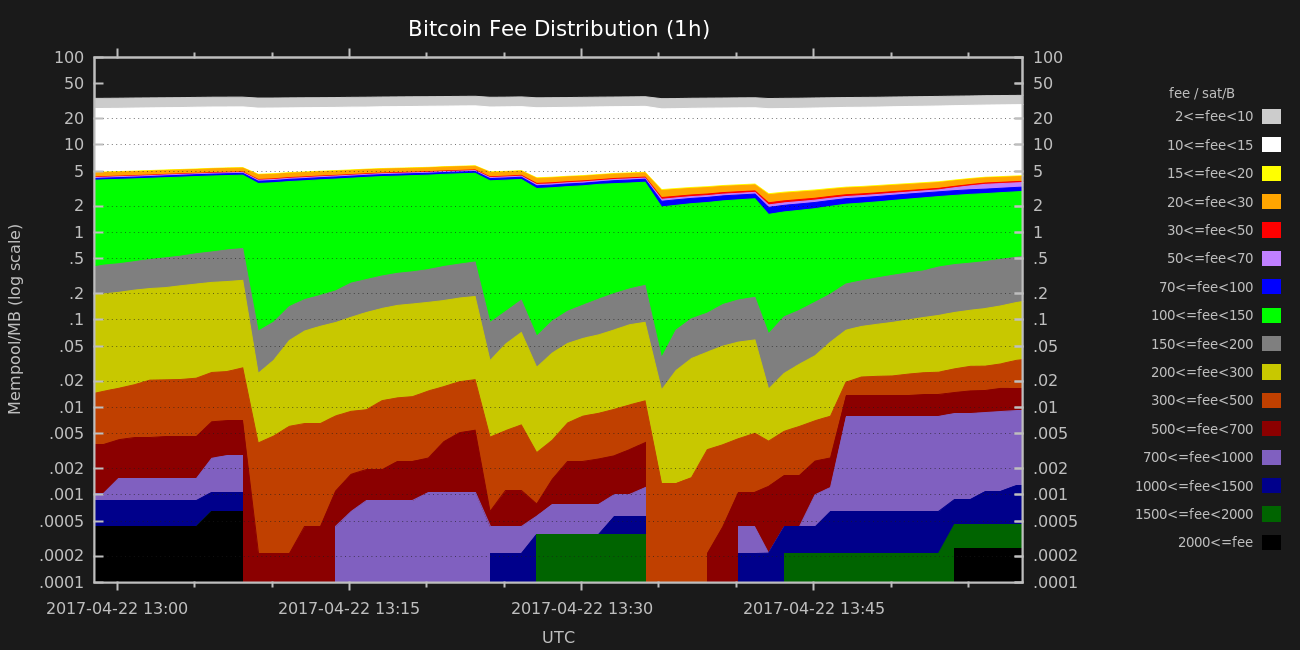 Bitcoin Fee Distribution (1h)
100
50
20
10
5
2
1
.5
.2
.1
.05
.02
.01
.005
.002
.001
.0005
.0002
.0001
Mempool/MB (log scale)
100
50
20
10
5
2
1
.5
.2
.1
.05
.02
.01
.005
.002
.001
.0005
.0002
.0001
2017-04-22 13:00
2017-04-22 13:15
2017-04-22 13:30
2017-04-22 13:45
UTC
fee / sat/B
2<=fee<10
10<=fee<15
15<=fee<20
20<=fee<30
30<=fee<50
50<=fee<70
70<=fee<100
100<=fee<150
150<=fee<200
200<=fee<300
300<=fee<500
500<=fee<700
700<=fee<1000
1000<=fee<1500
1500<=fee<2000
2000<=fee